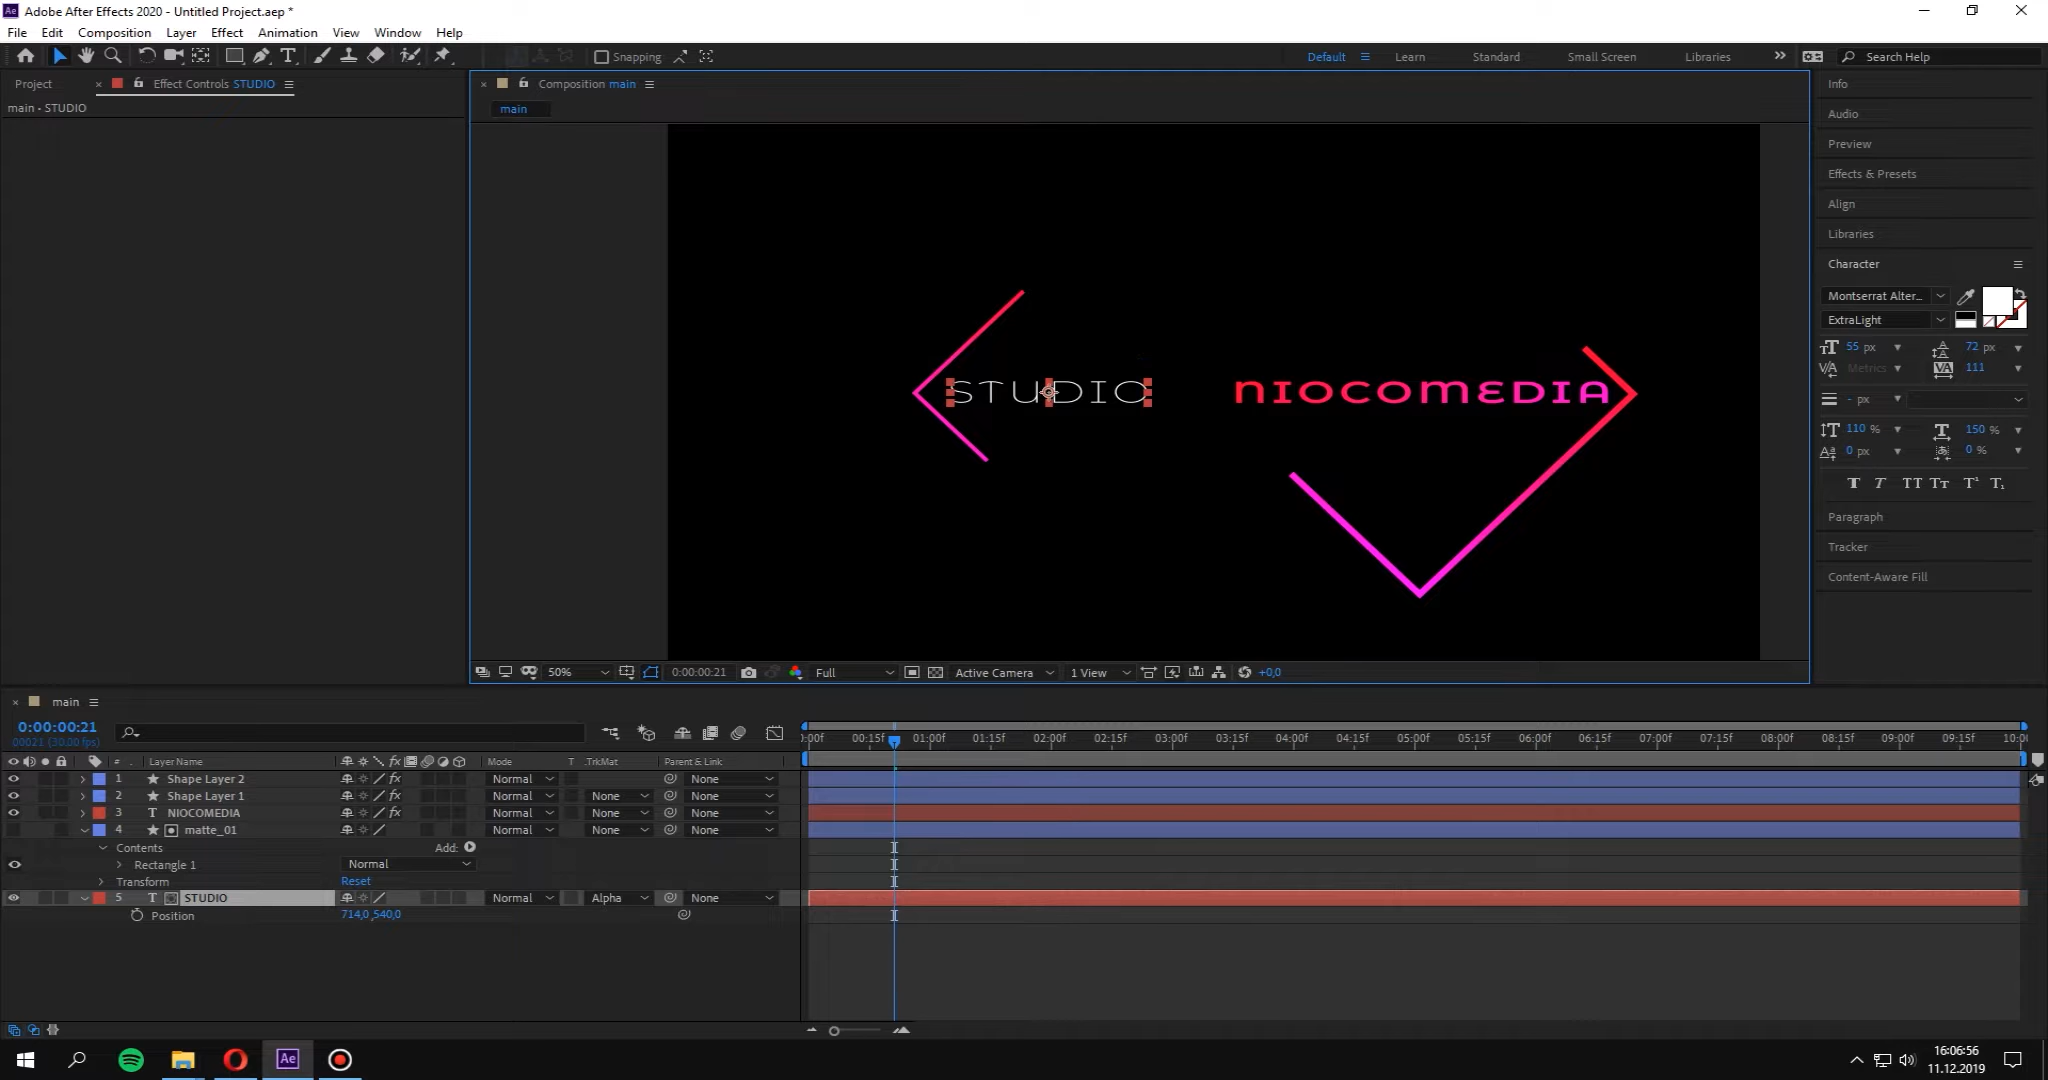 Adobe After Effects 2020 - Untitled Project.aep *
File Edit Composition Layer Effect Animation View Window Help
Snapping
Default Learn Standard Small Screen Libraries
Search Help
Project
Effect Controls STUDIO
main • STUDIO
Composition main
main
STUDIO
NIOCOMEDIA
50%
0:00:00:21
Full
Active Camera
1 View
+0,0
Info
Audio
Preview
Effects & Presets
Align
Libraries
Character
Montserrat Alter...
ExtraLight
55 px
72 px
Metrics
111
- px
110 %
150 %
0 px
0 %
Paragraph
Tracker
Content-Aware Fill
main
0:00:00:21
00021 (30.00 fps)
# Layer Name
Mode
T .TrkMat
Parent & Link
:00f 00:15f 01:00f 01:15f 02:00f 02:15f 03:00f 03:15f 04:00f 04:15f 05:00f 05:15f 06:00f 06:15f 07:00f 07:15f 08:00f 08:15f 09:00f 09:15f 10:0
1 Shape Layer 2 Normal None
2 Shape Layer 1 Normal None None
3 T NIOCOMEDIA Normal None None
4 matte_01 Normal None None
Contents Add:
Rectangle 1 Normal
Transform Reset
5 T STUDIO Normal Alpha None
Position 714,0,540,0
Ae
16:06:56
11.12.2019